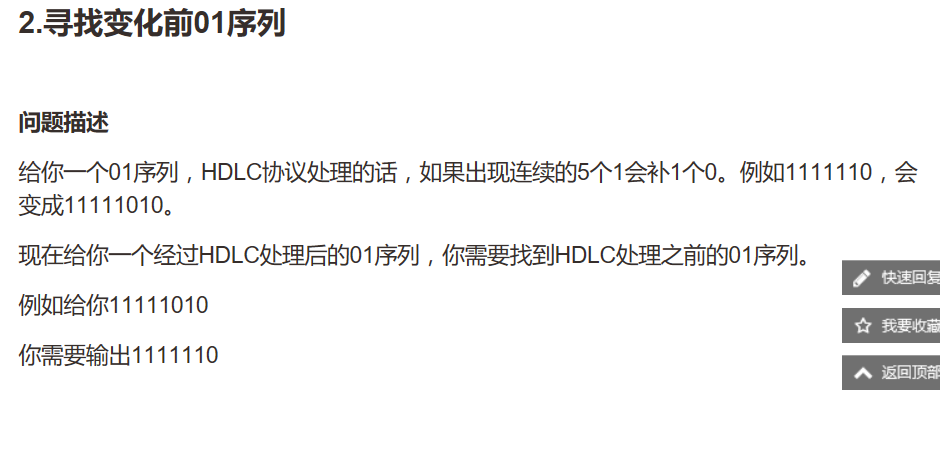 2.寻找变化前01序列
问题描述
给你一个01序列，HDLC协议处理的话，如果出现连续的5个1会补1个0。例如1111110，会
变成11111010。
现在给你一个经过HDLC处理后的01序列，你需要找到HDLC处理之前的01序列。
例如给你11111010
你需要输出1111110
快速回复
我要收藏
返回顶部